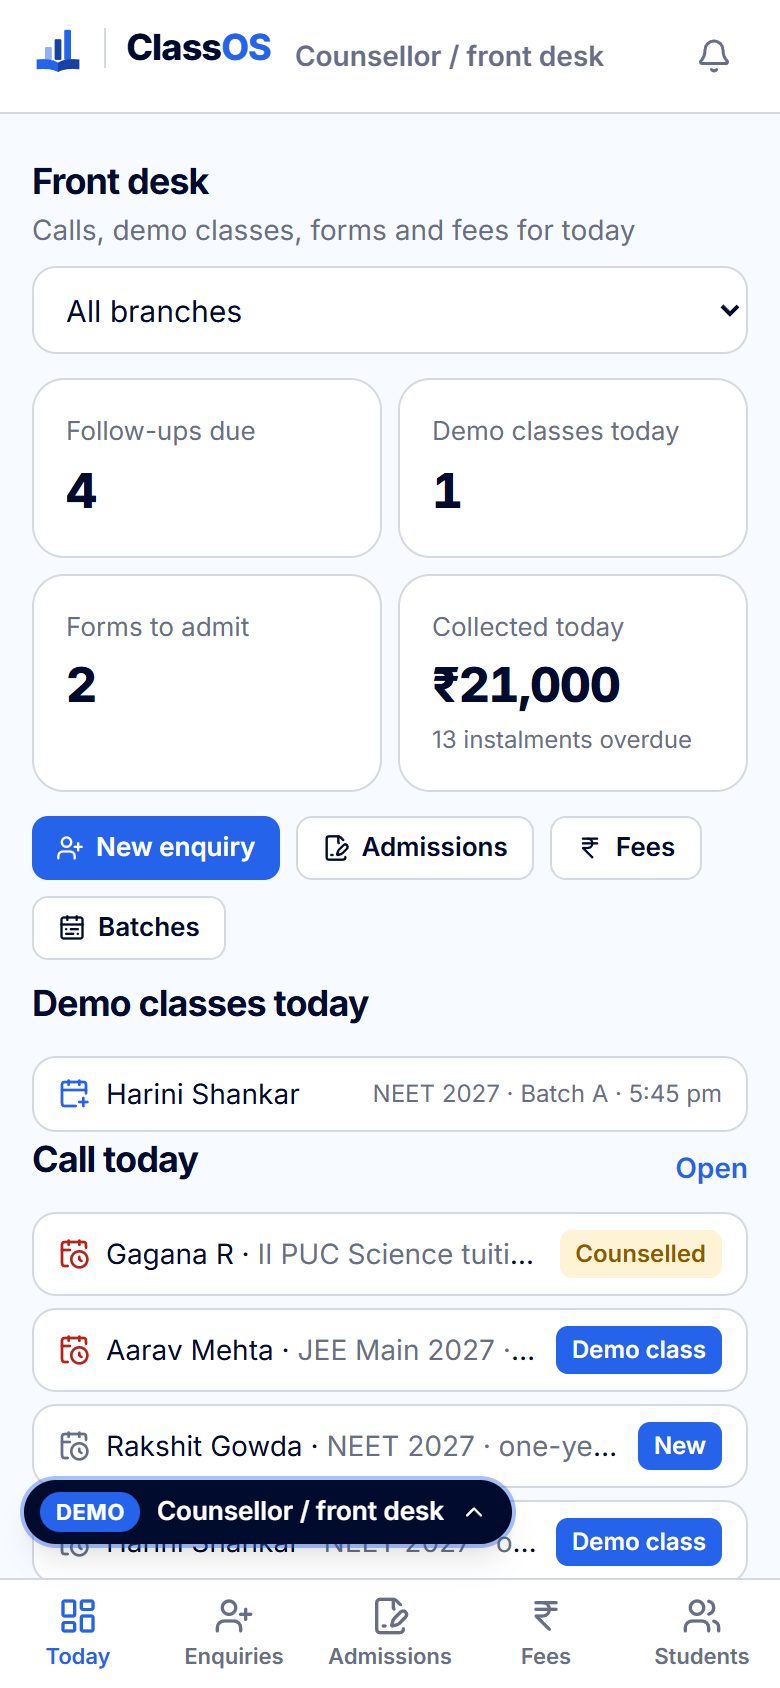 ClassOS Counsellor / front desk
Front desk
Calls, demo classes, forms and fees for today
All branches
Follow-ups due
4
Demo classes today
1
Forms to admit
2
Collected today
₹21,000
13 instalments overdue
New enquiry
Admissions
Fees
Batches
Demo classes today
Harini Shankar NEET 2027 · Batch A · 5:45 pm
Call today
Open
Gagana R · II PUC Science tuiti... Counselled
Aarav Mehta · JEE Main 2027 ·... Demo class
Rakshit Gowda · NEET 2027 · one-ye... New
Harini Shankar · NEET 2027 · o... Demo class
DEMO Counsellor / front desk
Today
Enquiries
Admissions
Fees
Students